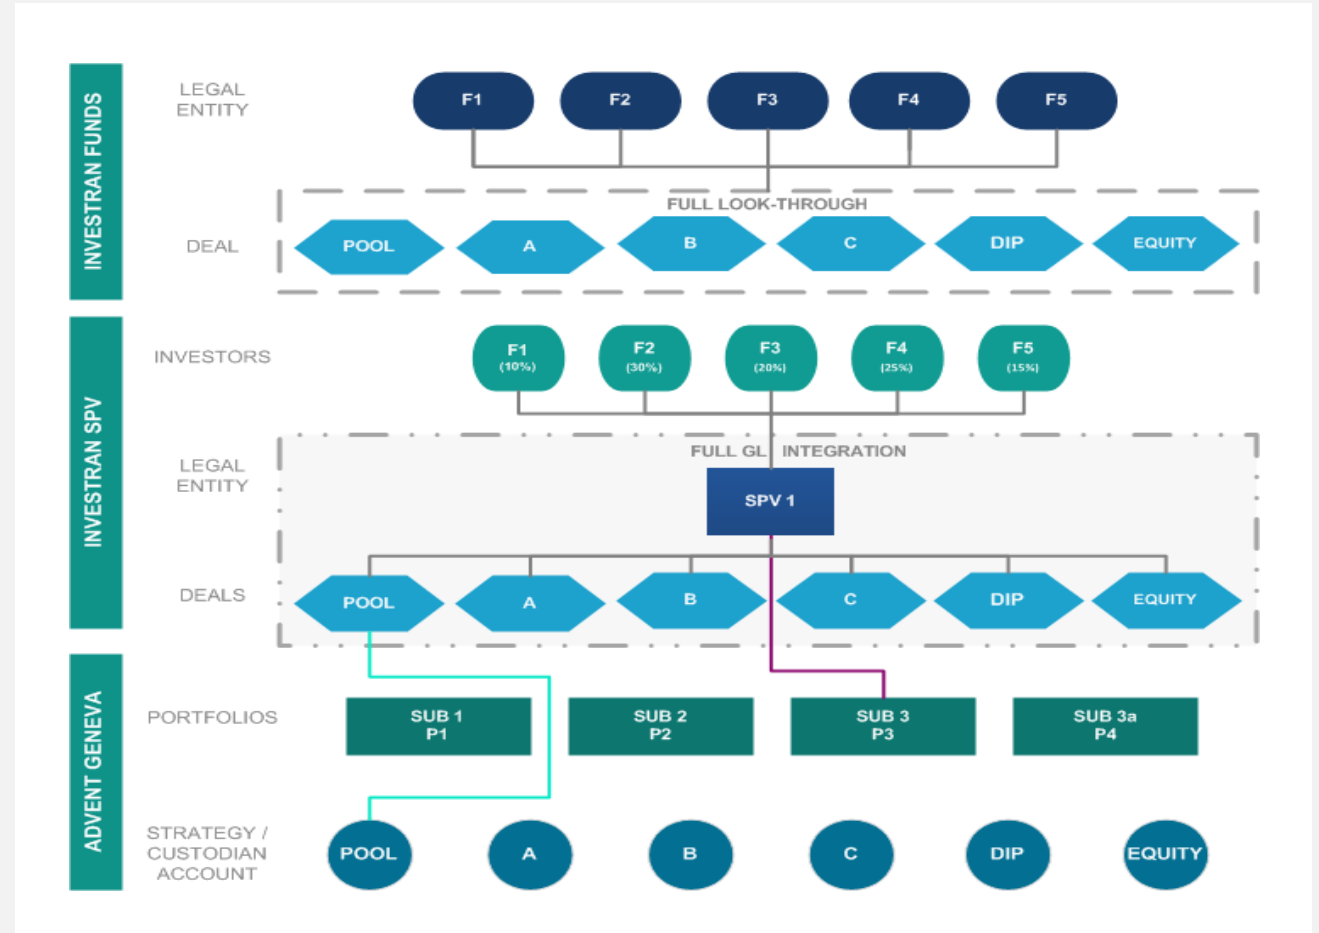 INVESTRAN FUNDS
LEGAL
ENTITY
F1
F2
F3
F4
F5
FULL LOOK-THROUGH
DEAL
POOL
A
B
C
DIP
EQUITY
INVESTRAN SPV
INVESTORS
F1
(10%)
F2
(30%)
F3
(20%)
F4
(25%)
F5
(15%)
FULL GL INTEGRATION
LEGAL
ENTITY
SPV 1
DEALS
POOL
A
B
C
DIP
EQUITY
ADVENT GENEVA
PORTFOLIOS
SUB 1
P1
SUB 2
P2
SUB 3
P3
SUB 3a
P4
STRATEGY /
CUSTODIAN
ACCOUNT
POOL
A
B
C
DIP
EQUITY